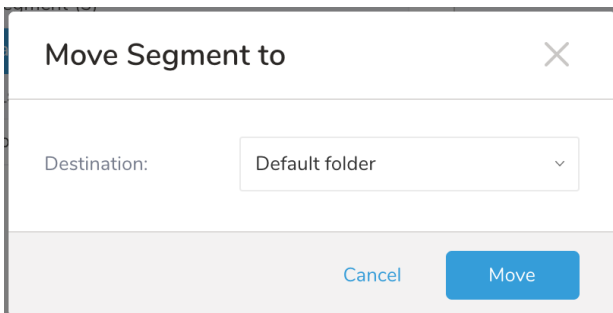 Move Segment to
Destination:
Default folder
Cancel
Move